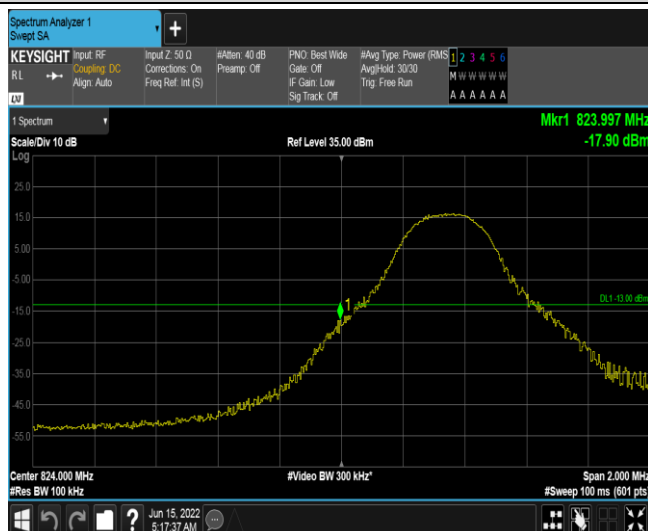 Spectrum Analyzer 1
Swept SA
KEYSIGHT Input: RF Input Z: 50 Ω #Atten: 40 dB PNO: Best Wide #Avg Type: Power (RMS 1 2 3 4 5 6
RL Coupling: DC Corrections: On Preamp: Off Gate: Off Avg|Hold: 30/30 M W W W W W
Align: Auto Freq Ref: Int (S) IF Gain: Low Trig: Free Run
LXI Sig Track: Off A A A A A A
1 Spectrum Mkr1 823.997 MHz
Scale/Div 10 dB Ref Level 35.00 dBm -17.90 dBm
Log
25.0
15.0
5.00
-5.00
DL1 -13.00 dBm
1
-15.0
-25.0
-35.0
-45.0
-55.0
Center 824.000 MHz #Video BW 300 kHz* Span 2.000 MHz
#Res BW 100 kHz #Sweep 100 ms (601 pts)
? Jun 15, 2022
5:17:37 AM